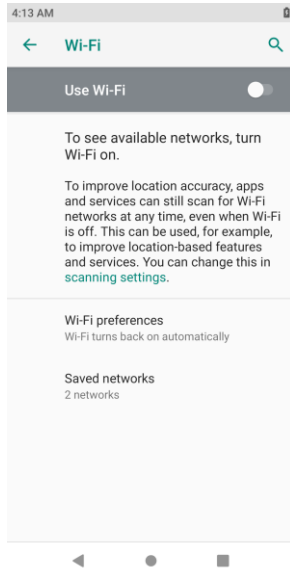 4:13 AM
Wi-Fi
Use Wi-Fi
To see available networks, turn
Wi-Fi on.
To improve location accuracy, apps
and services can still scan for Wi-Fi
networks at any time, even when Wi-Fi
is off. This can be used, for example,
to improve location-based features
and services. You can change this in
scanning settings.
Wi-Fi preferences
Wi-Fi turns back on automatically
Saved networks
2 networks